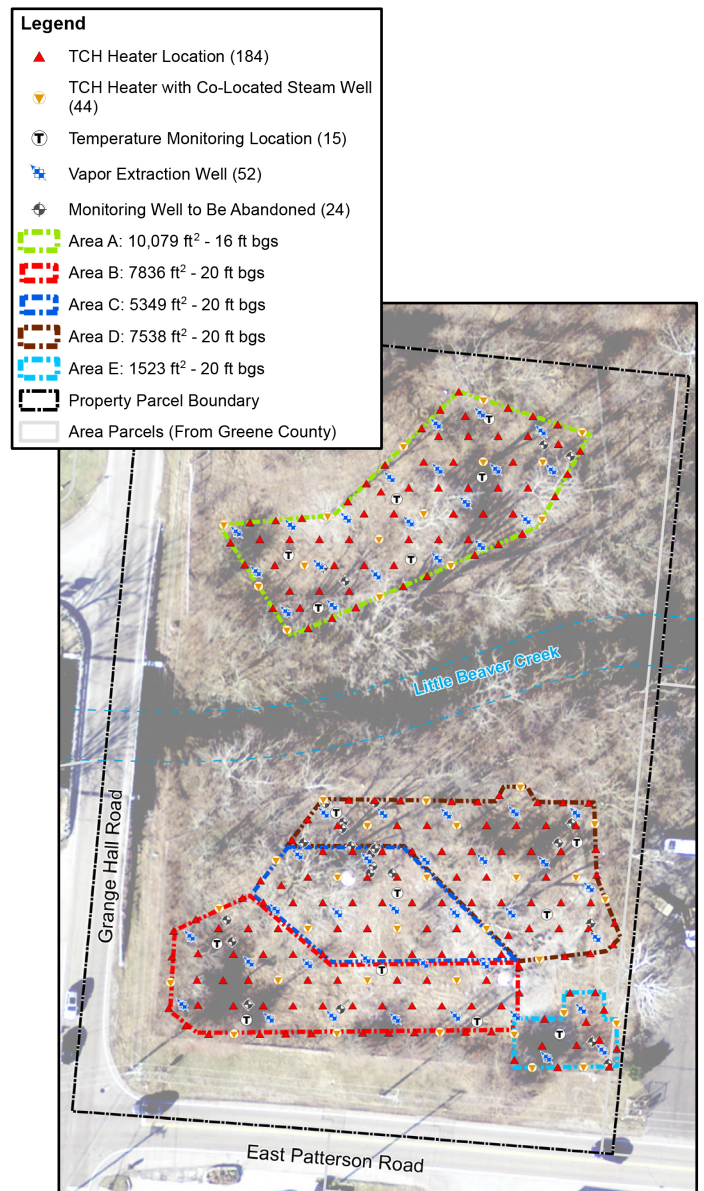 Legend
TCH Heater Location (184)
TCH Heater with Co-Located Steam Well
(44)
T Temperature Monitoring Location (15)
Vapor Extraction Well (52)
Monitoring Well to Be Abandoned (24)
Area A: 10,079 ft² - 16 ft bgs
Area B: 7836 ft² - 20 ft bgs
Area C: 5349 ft² - 20 ft bgs
Area D: 7538 ft² - 20 ft bgs
Area E: 1523 ft² - 20 ft bgs
Property Parcel Boundary
Area Parcels (From Greene County)
T
T
T
T
T
T
Little Beaver Creek
Grange Hall Road
T
T
T
T
T
T
T
T
T
East Patterson Road